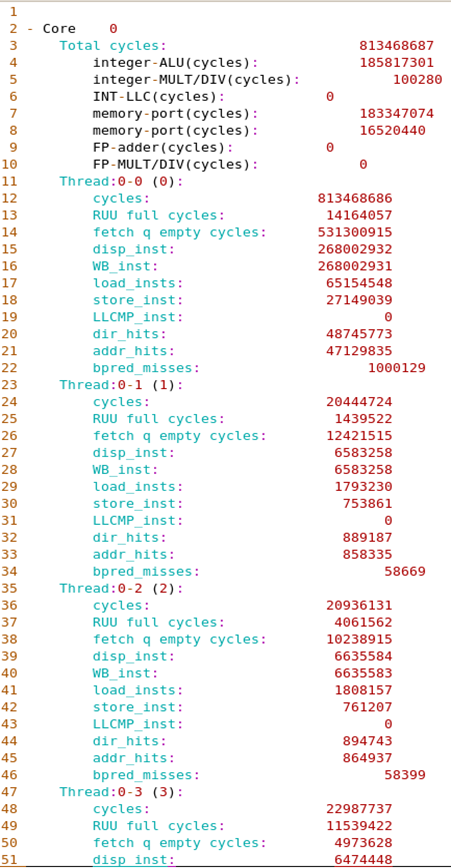 1
2 - Core 0
3 Total cycles: 813468687
4 integer-ALU(cycles): 185817301
5 integer-MULT/DIV(cycles): 100280
6 INT-LLC(cycles): 0
7 memory-port(cycles): 183347074
8 memory-port(cycles): 16520440
9 FP-adder(cycles): 0
10 FP-MULT/DIV(cycles): 0
11 Thread:0-0 (0):
12 cycles: 813468686
13 RUU full cycles: 14164057
14 fetch q empty cycles: 531300915
15 disp_inst: 268002932
16 WB_inst: 268002931
17 load_insts: 65154548
18 store_inst: 27149039
19 LLCMP_inst: 0
20 dir_hits: 48745773
21 addr_hits: 47129835
22 bpred_misses: 1000129
23 Thread:0-1 (1):
24 cycles: 20444724
25 RUU full cycles: 1439522
26 fetch q empty cycles: 12421515
27 disp_inst: 6583258
28 WB_inst: 6583258
29 load_insts: 1793230
30 store_inst: 753861
31 LLCMP_inst: 0
32 dir_hits: 889187
33 addr_hits: 858335
34 bpred_misses: 58669
35 Thread:0-2 (2):
36 cycles: 20936131
37 RUU full cycles: 4061562
38 fetch q empty cycles: 10238915
39 disp_inst: 6635584
40 WB_inst: 6635583
41 load_insts: 1808157
42 store_inst: 761207
43 LLCMP_inst: 0
44 dir_hits: 894743
45 addr_hits: 864937
46 bpred_misses: 58399
47 Thread:0-3 (3):
48 cycles: 22987737
49 RUU full cycles: 11539422
50 fetch q empty cycles: 4973628
51 disp inst: 6474448